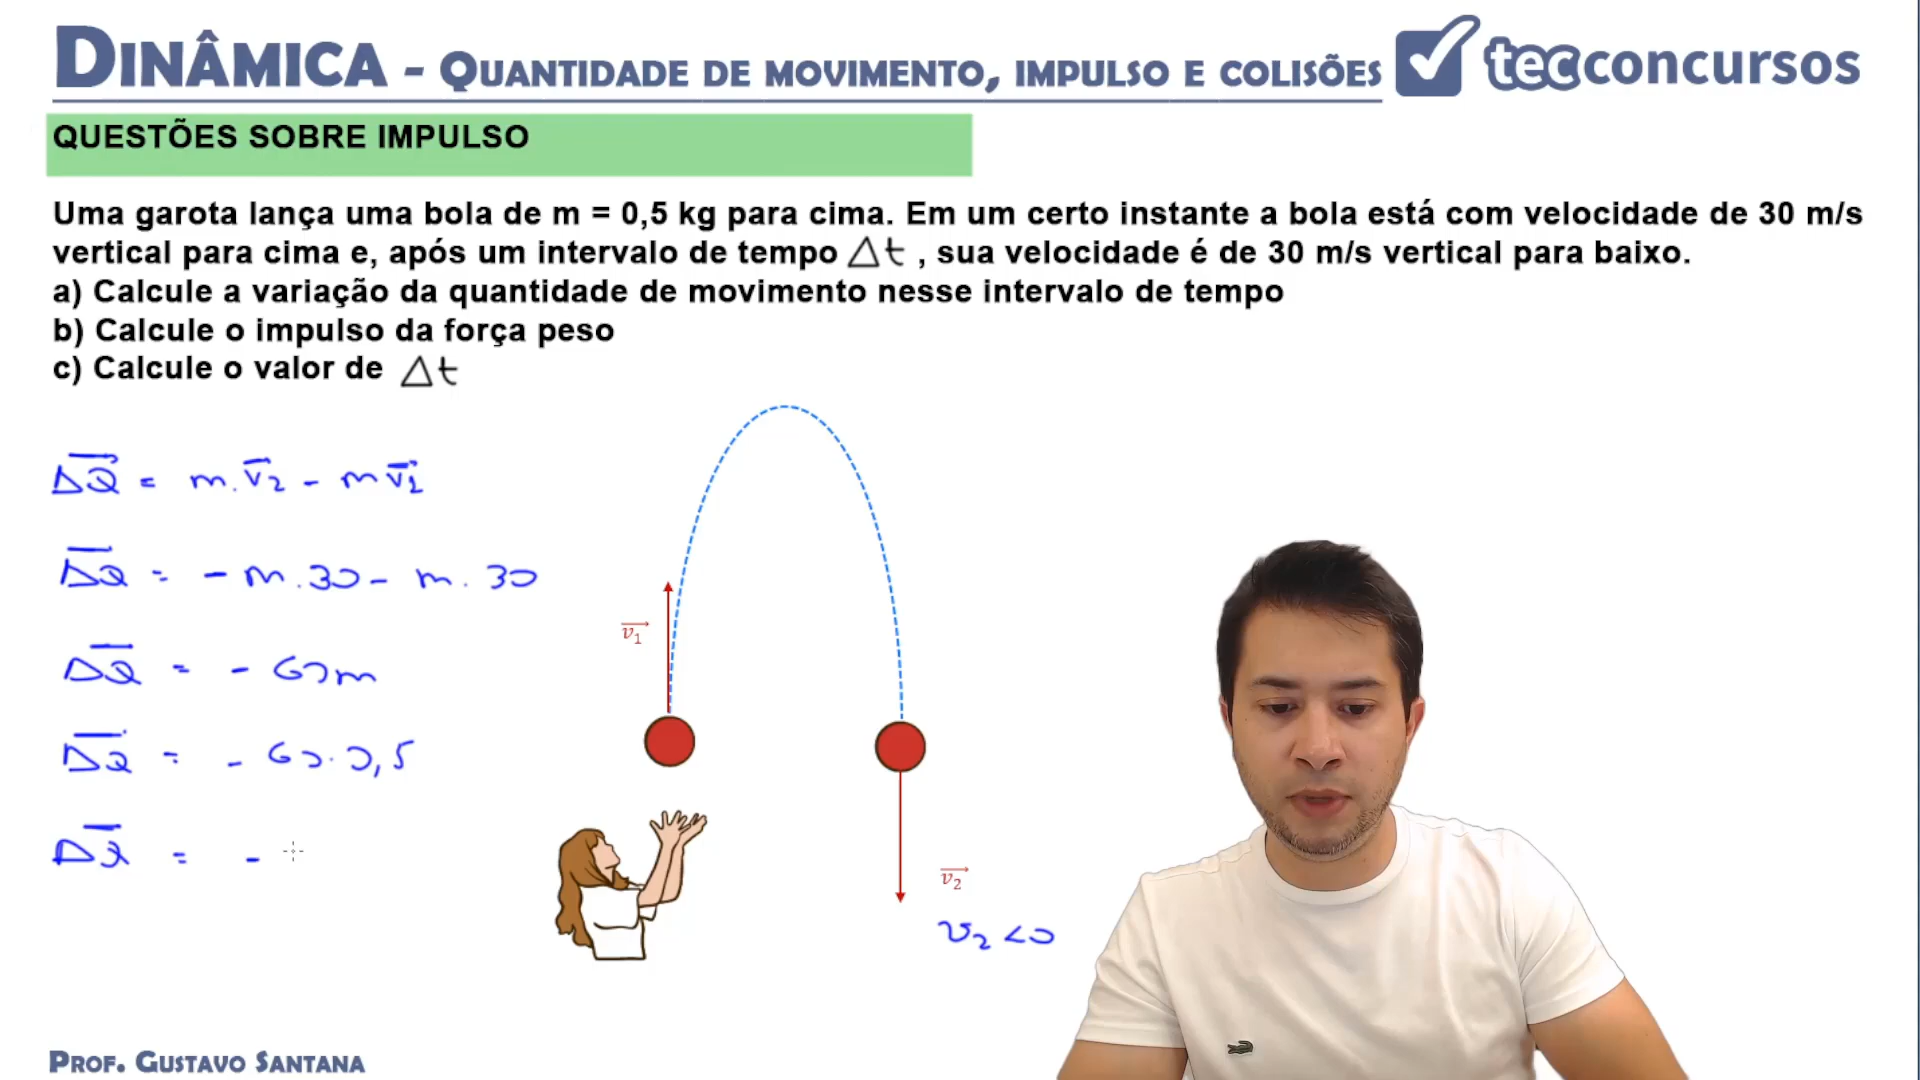 DINÂMICA - QUANTIDADE DE MOVIMENTO, IMPULSO E COLISÕES
tecconcursos
QUESTÕES SOBRE IMPULSO
Uma garota lança uma bola de m = 0,5 kg para cima. Em um certo instante a bola está com velocidade de 30 m/s
vertical para cima e, após um intervalo de tempo Δt , sua velocidade é de 30 m/s vertical para baixo.
a) Calcule a variação da quantidade de movimento nesse intervalo de tempo
b) Calcule o impulso da força peso
c) Calcule o valor de Δt
ΔQ = m.v2 - mv1
ΔQ = - m.30 - m.30
ΔQ = - 60m
ΔQ = - 60.0,5
ΔQ = -
v1
v2
v2 <0
PROF. GUSTAVO SANTANA